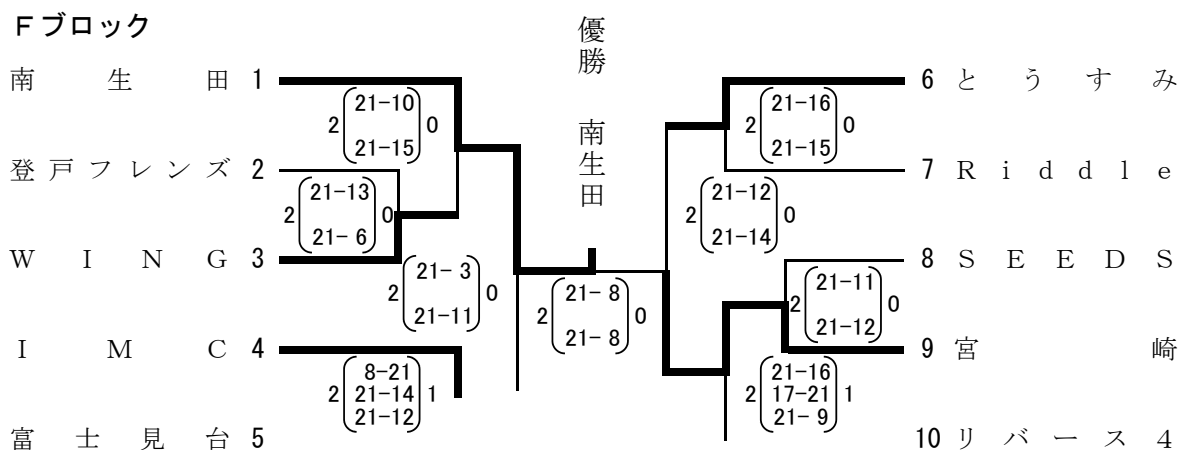 Fブロック
優勝 南生田
南生田 1
21-10
2 0
21-15
登戸フレンズ 2
21-13
2 0
21- 6
WING 3
21- 3
2 0
21-11
IMC 4
8-21
2 21-14 1
21-12
富士見台 5
21- 8
2 0
21- 8
6 とうすみ
21-16
2 0
21-15
7 Riddle
21-12
2 0
21-14
8 SEEDS
21-11
2 0
21-12
9 宮崎
21-16
2 17-21 1
21- 9
10 リバース4